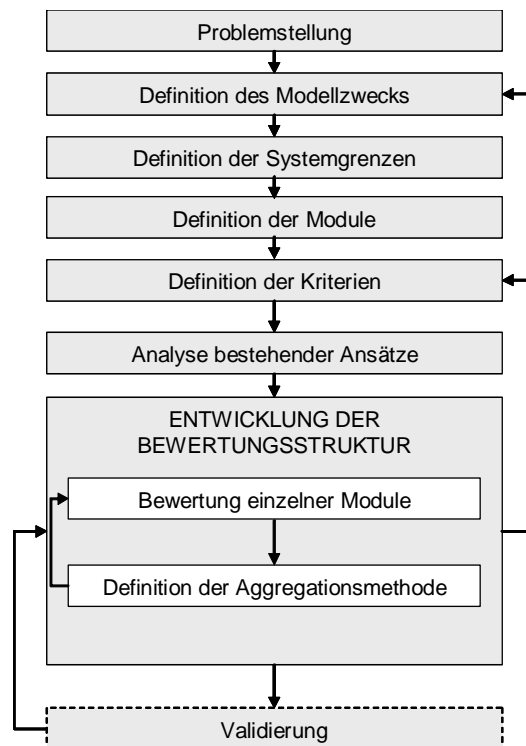 Problemstellung
Definition des Modellzwecks
Definition der Systemgrenzen
Definition der Module
Definition der Kriterien
Analyse bestehender Ansätze
ENTWICKLUNG DER
BEWERTUNGSSTRUKTUR
Bewertung einzelner Module
Definition der Aggregationsmethode
Validierung